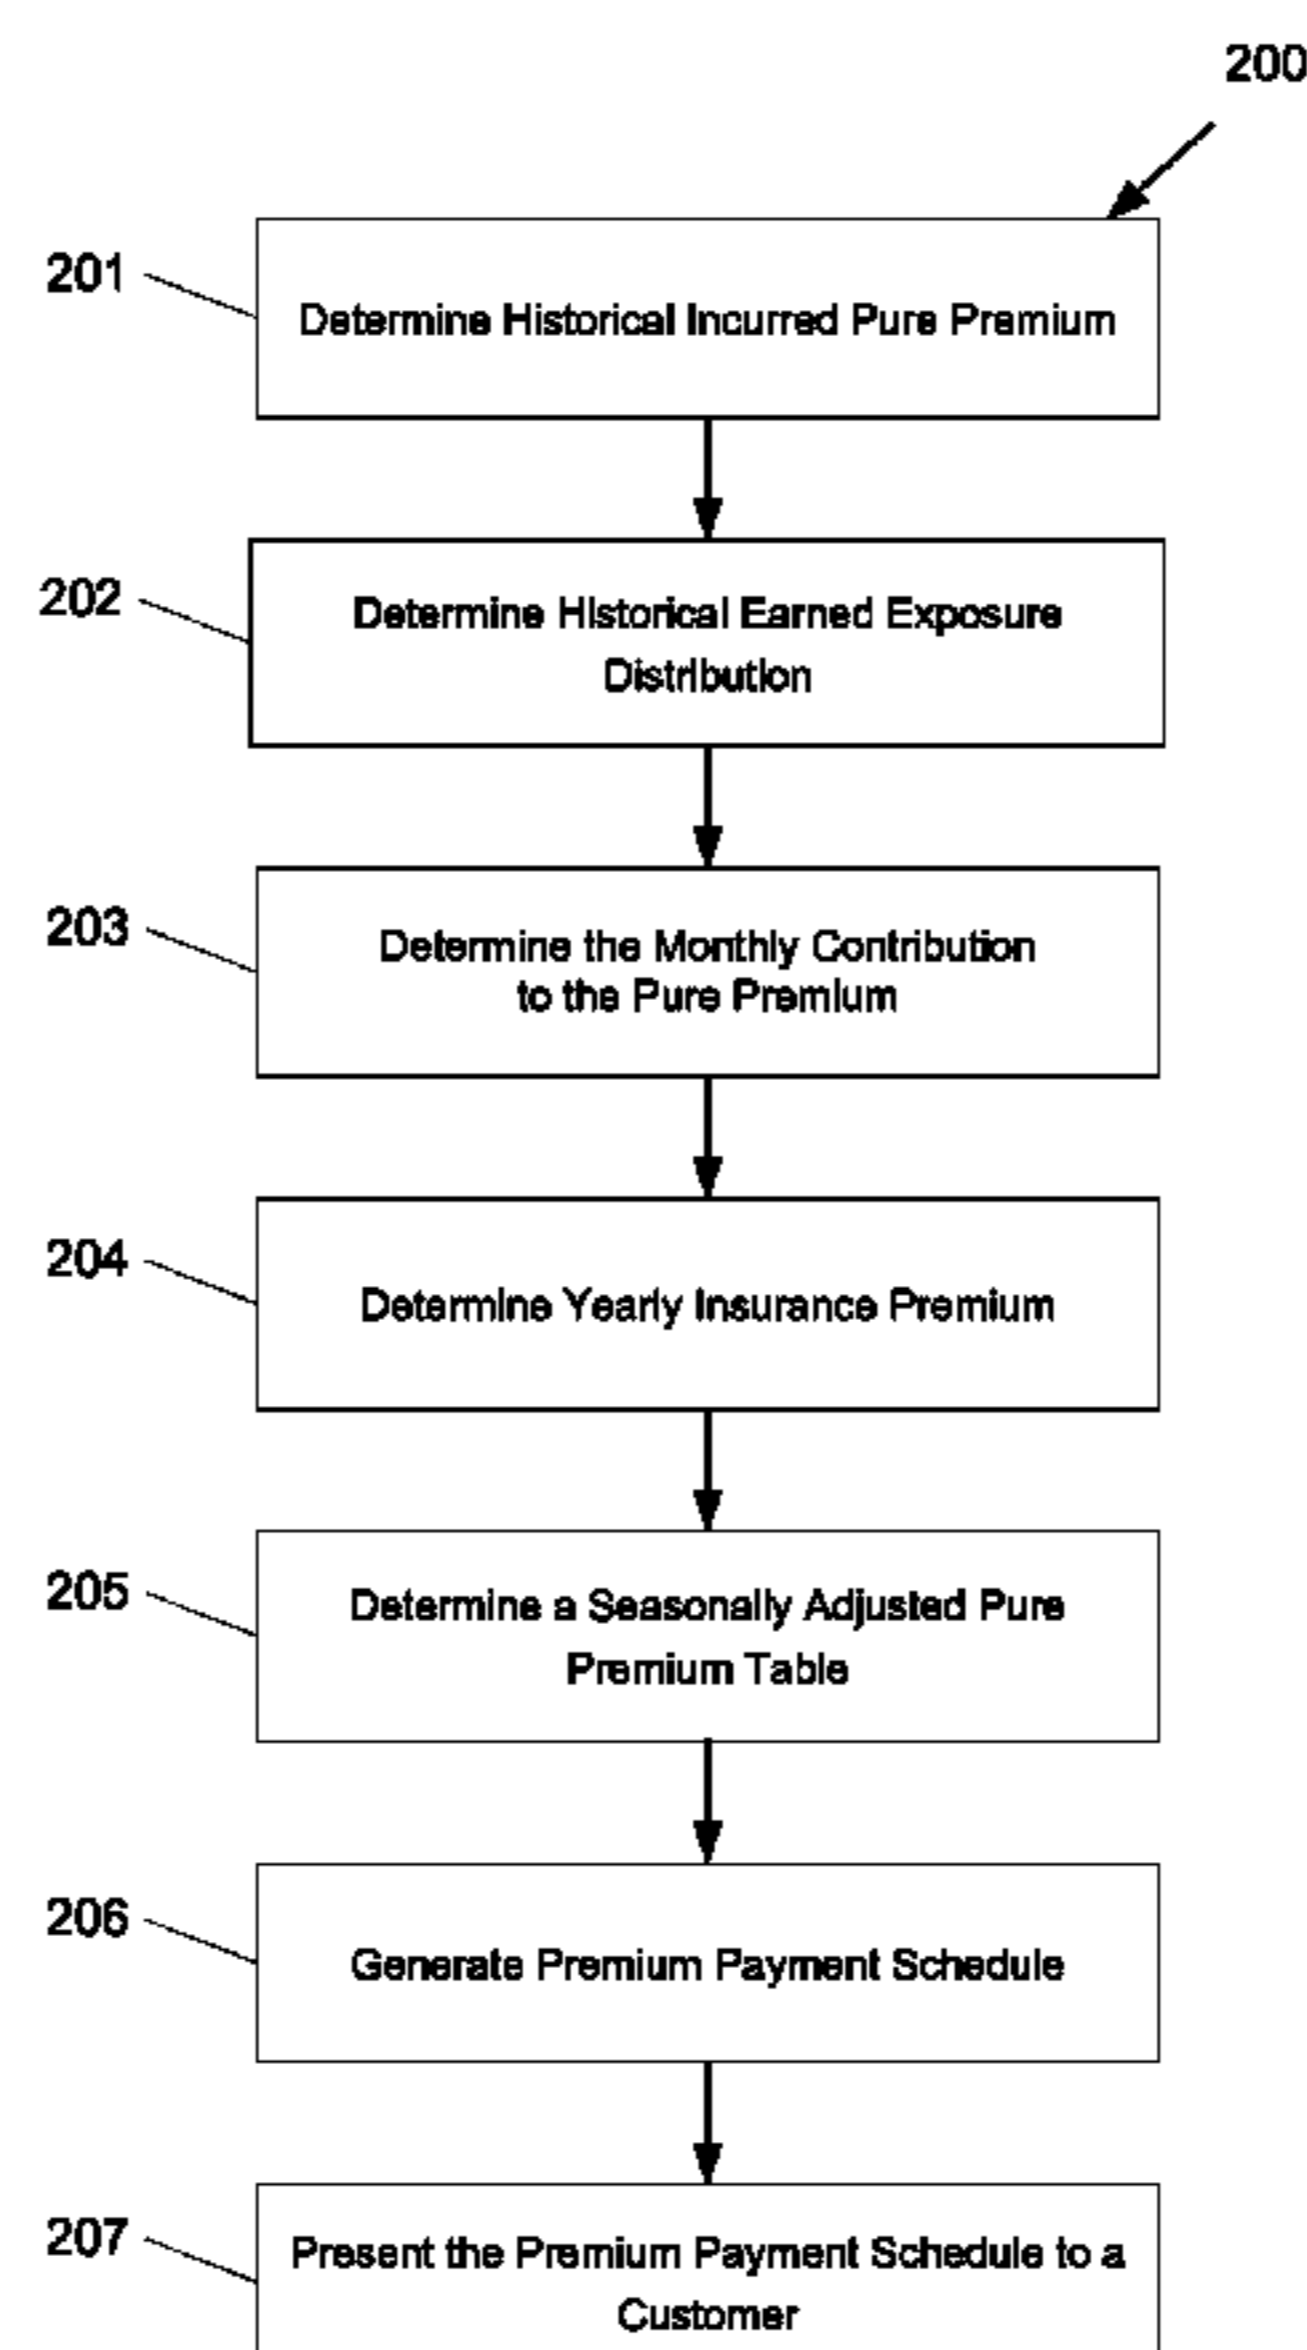 200
201
Determine Historical Incurred Pure Premium
202
Determine Historical Earned Exposure
Distribution
203
Determine the Monthly Contribution
to the Pure Premium
204
Determine Yearly Insurance Premium
205
Determine a Seasonally Adjusted Pure
Premium Table
206
Generate Premium Payment Schedule
207
Present the Premium Payment Schedule to a
Customer